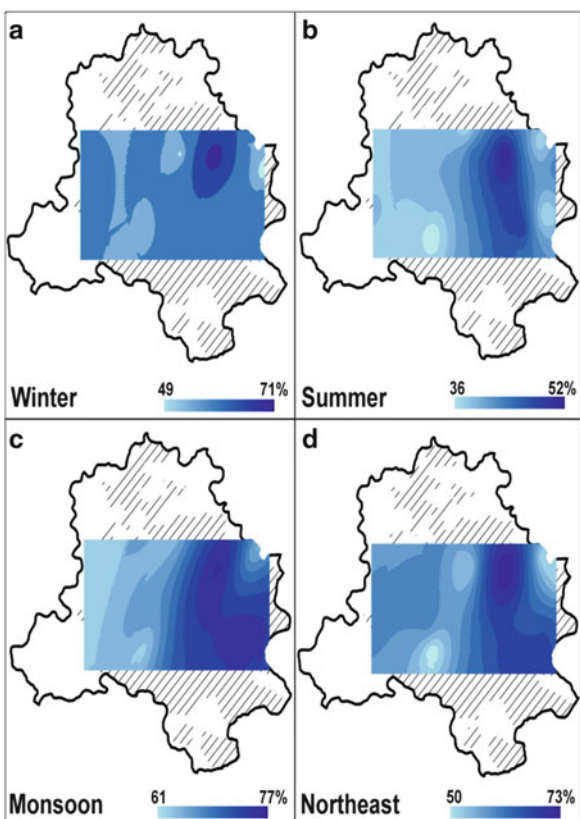 a
b
49 71%
Winter
36 52%
Summer
c
d
61 77%
Monsoon
50 73%
Northeast